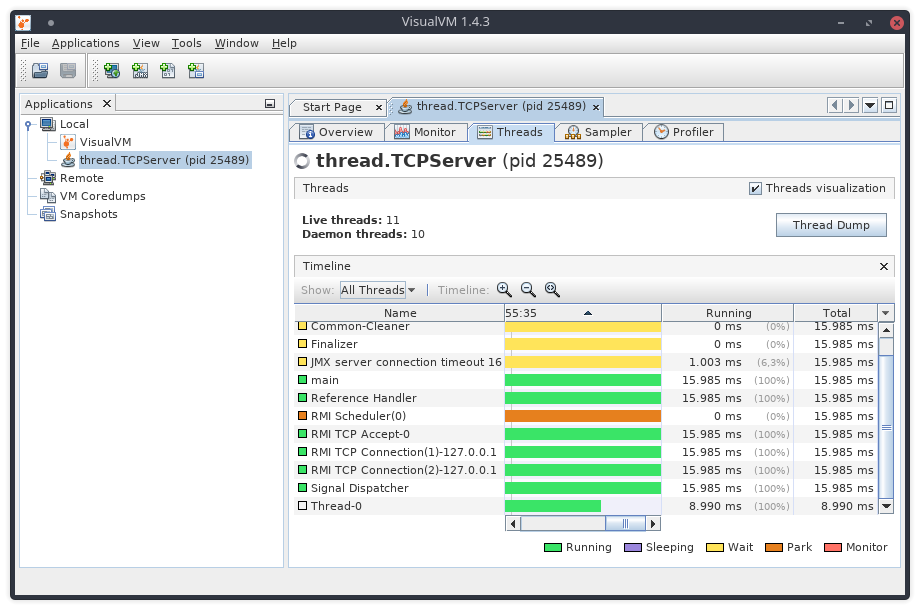 VisualVM 1.4.3
File Applications View Tools Window Help
Applications
Local
VisualVM
thread.TCPServer (pid 25489)
Remote
VM Coredumps
Snapshots
Start Page
thread.TCPServer (pid 25489)
Overview Monitor Threads Sampler Profiler
thread.TCPServer (pid 25489)
Threads
Threads visualization
Live threads: 11
Daemon threads: 10
Thread Dump
Timeline
Show: All Threads Timeline:
Name 55:35 Running Total
Common-Cleaner 0 ms (0%) 15.985 ms
Finalizer 0 ms (0%) 15.985 ms
JMX server connection timeout 16 1.003 ms (6,3%) 15.985 ms
main 15.985 ms (100%) 15.985 ms
Reference Handler 15.985 ms (100%) 15.985 ms
RMI Scheduler(0) 0 ms (0%) 15.985 ms
RMI TCP Accept-0 15.985 ms (100%) 15.985 ms
RMI TCP Connection(1)-127.0.0.1 15.985 ms (100%) 15.985 ms
RMI TCP Connection(2)-127.0.0.1 15.985 ms (100%) 15.985 ms
Signal Dispatcher 15.985 ms (100%) 15.985 ms
Thread-0 8.990 ms (100%) 8.990 ms
Running Sleeping Wait Park Monitor